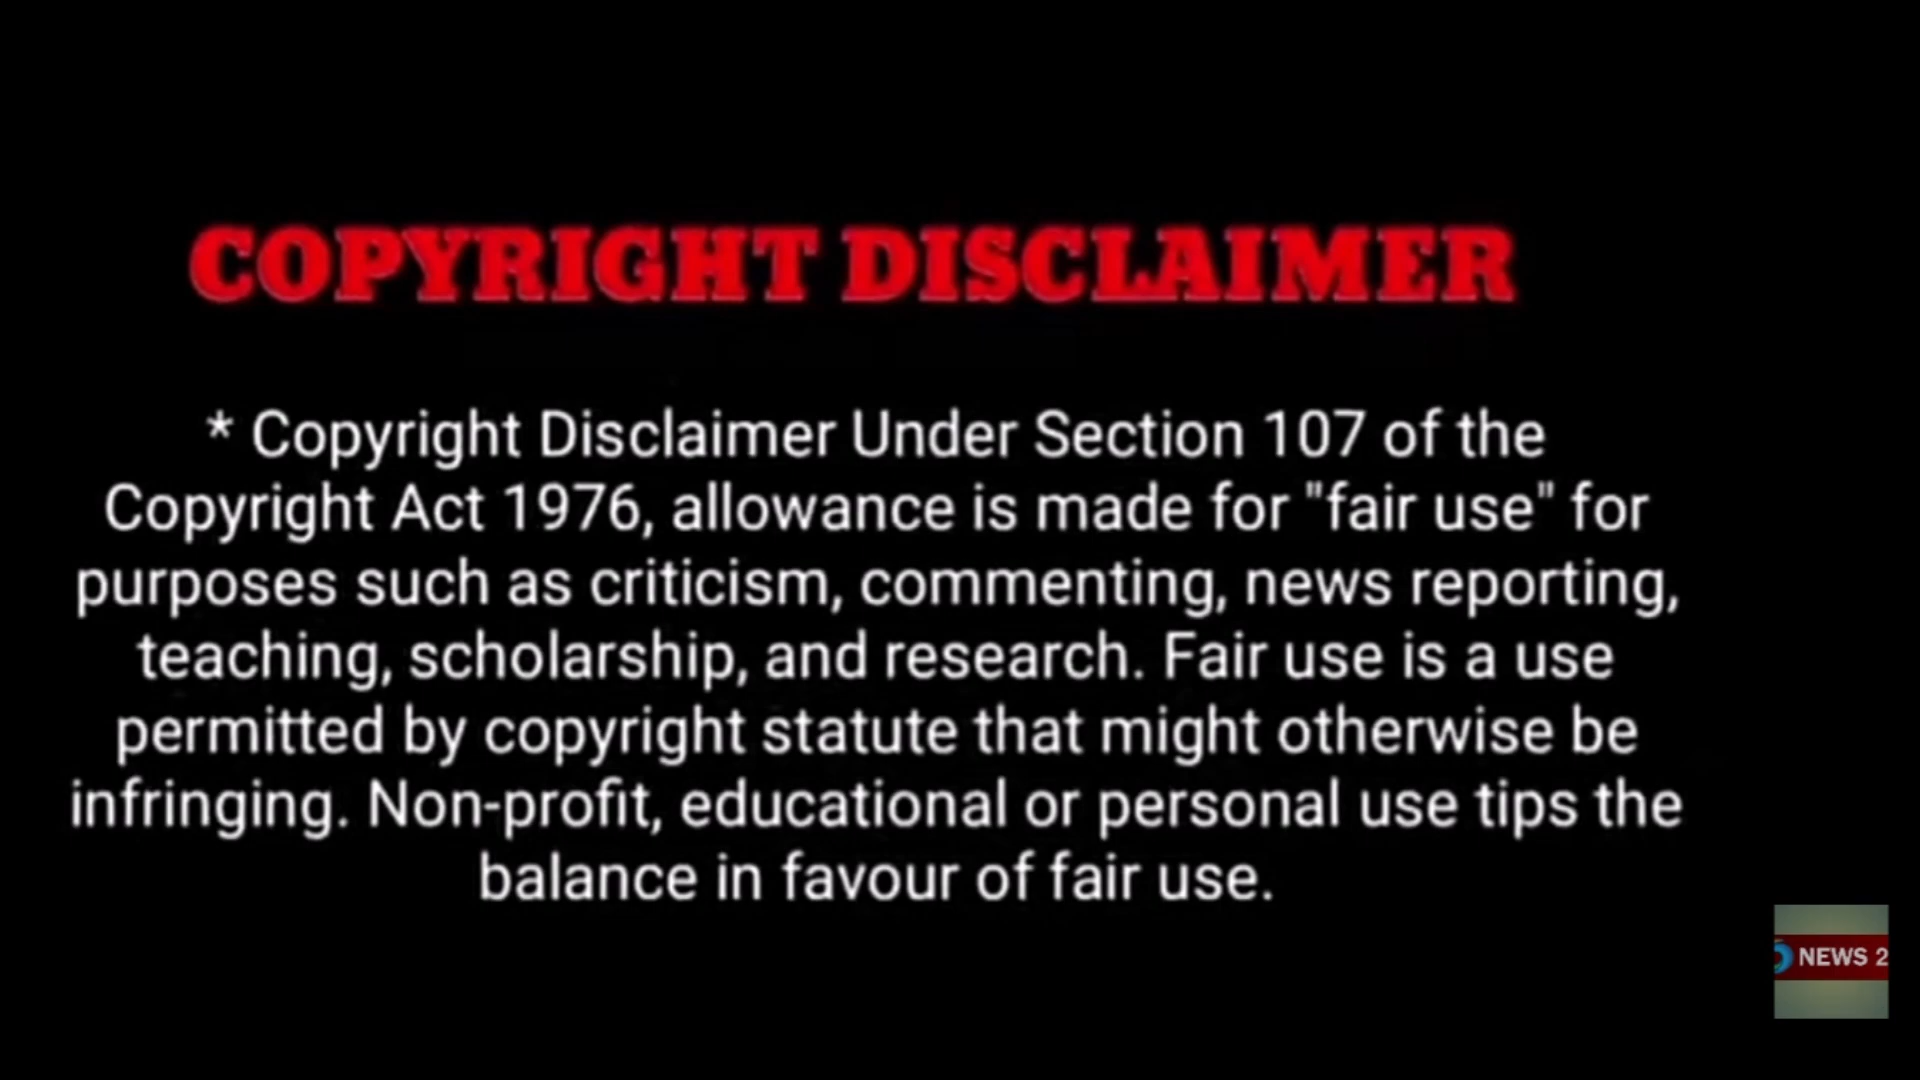 COPYRIGHT DISCLAIMER
* Copyright Disclaimer Under Section 107 of the
Copyright Act 1976, allowance is made for "fair use" for
purposes such as criticism, commenting, news reporting,
teaching, scholarship, and research. Fair use is a use
permitted by copyright statute that might otherwise be
infringing. Non-profit, educational or personal use tips the
balance in favour of fair use.
NEWS 2